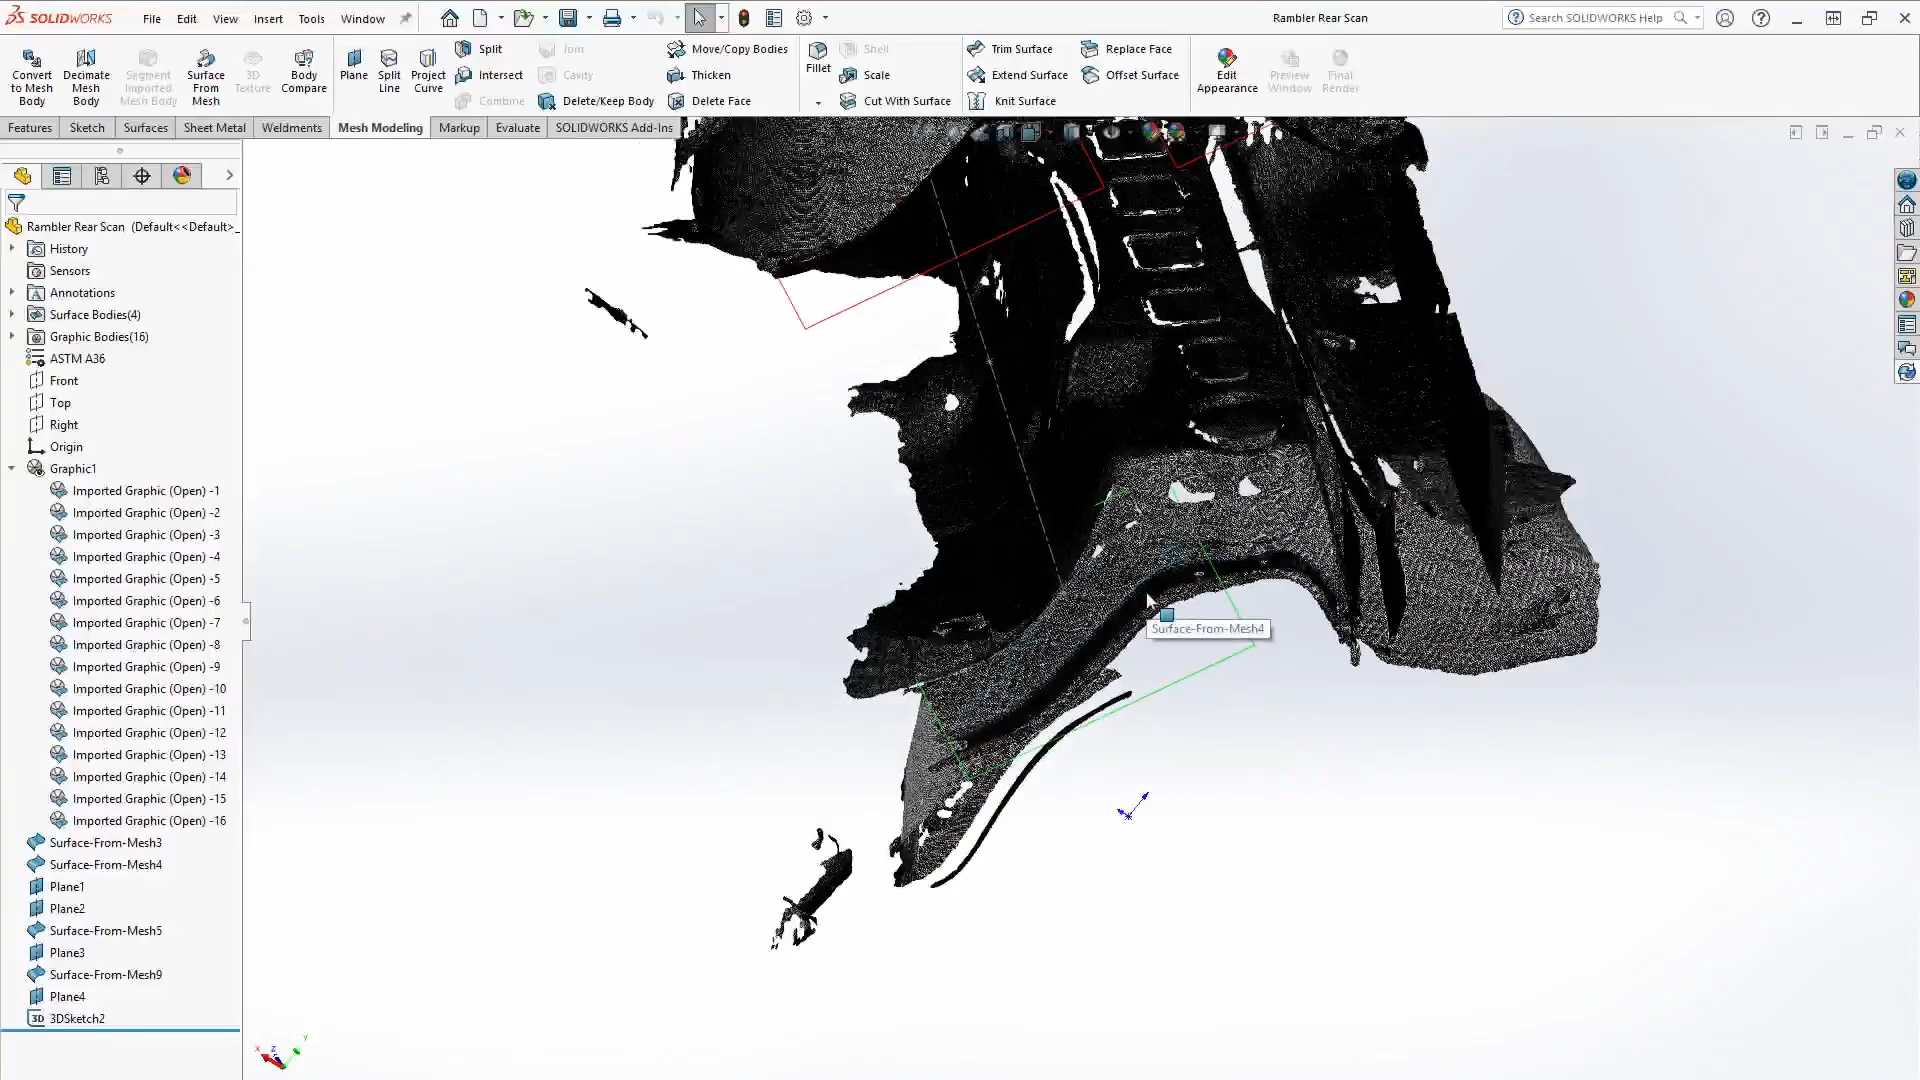 SOLIDWORKS File Edit View Insert Tools Window Rambler Rear Scan Search SOLIDWORKS Help
Convert to Mesh Body
Decimate Mesh Body
Segment Imported Mesh Body
Surface From Mesh
3D Texture
Body Compare
Plane
Split Line
Project Curve
Split
Intersect
Combine
Join
Cavity
Delete/Keep Body
Move/Copy Bodies
Thicken
Delete Face
Fillet
Shell
Scale
Cut With Surface
Trim Surface
Extend Surface
Knit Surface
Replace Face
Offset Surface
Edit Appearance
Preview Window
Final Render
Features Sketch Surfaces Sheet Metal Weldments Mesh Modeling Markup Evaluate SOLIDWORKS Add-Ins
Rambler Rear Scan (Default<<Default>_
History
Sensors
Annotations
Surface Bodies(4)
Graphic Bodies(16)
ASTM A36
Front
Top
Right
Origin
Graphic1
Imported Graphic (Open) -1
Imported Graphic (Open) -2
Imported Graphic (Open) -3
Imported Graphic (Open) -4
Imported Graphic (Open) -5
Imported Graphic (Open) -6
Imported Graphic (Open) -7
Imported Graphic (Open) -8
Imported Graphic (Open) -9
Imported Graphic (Open) -10
Imported Graphic (Open) -11
Imported Graphic (Open) -12
Imported Graphic (Open) -13
Imported Graphic (Open) -14
Imported Graphic (Open) -15
Imported Graphic (Open) -16
Surface-From-Mesh3
Surface-From-Mesh4
Plane1
Plane2
Surface-From-Mesh5
Plane3
Surface-From-Mesh9
Plane4
3D 3DSketch2
Surface-From-Mesh4
X Z Y